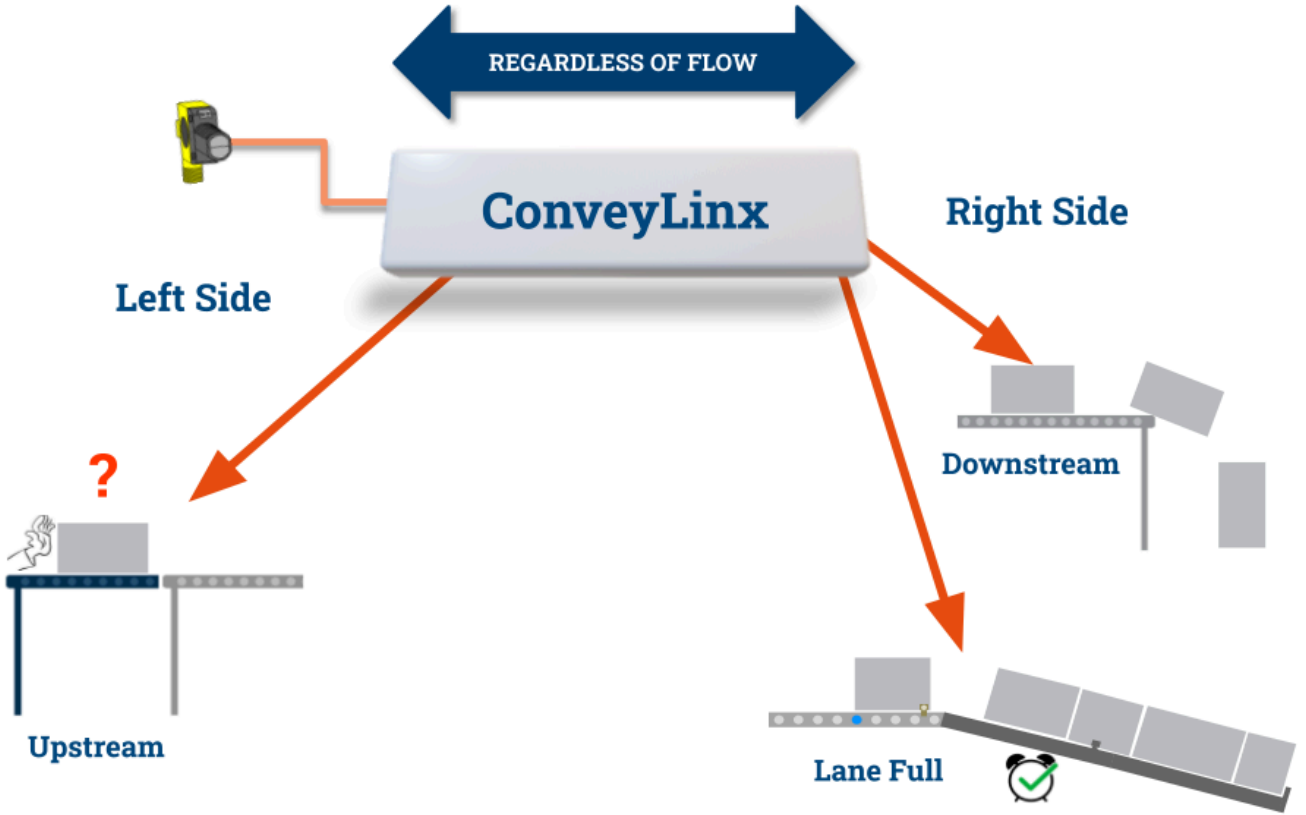 REGARDLESS OF FLOW
ConveyLinx
Right Side
Left Side
?
Downstream
Upstream
Lane Full